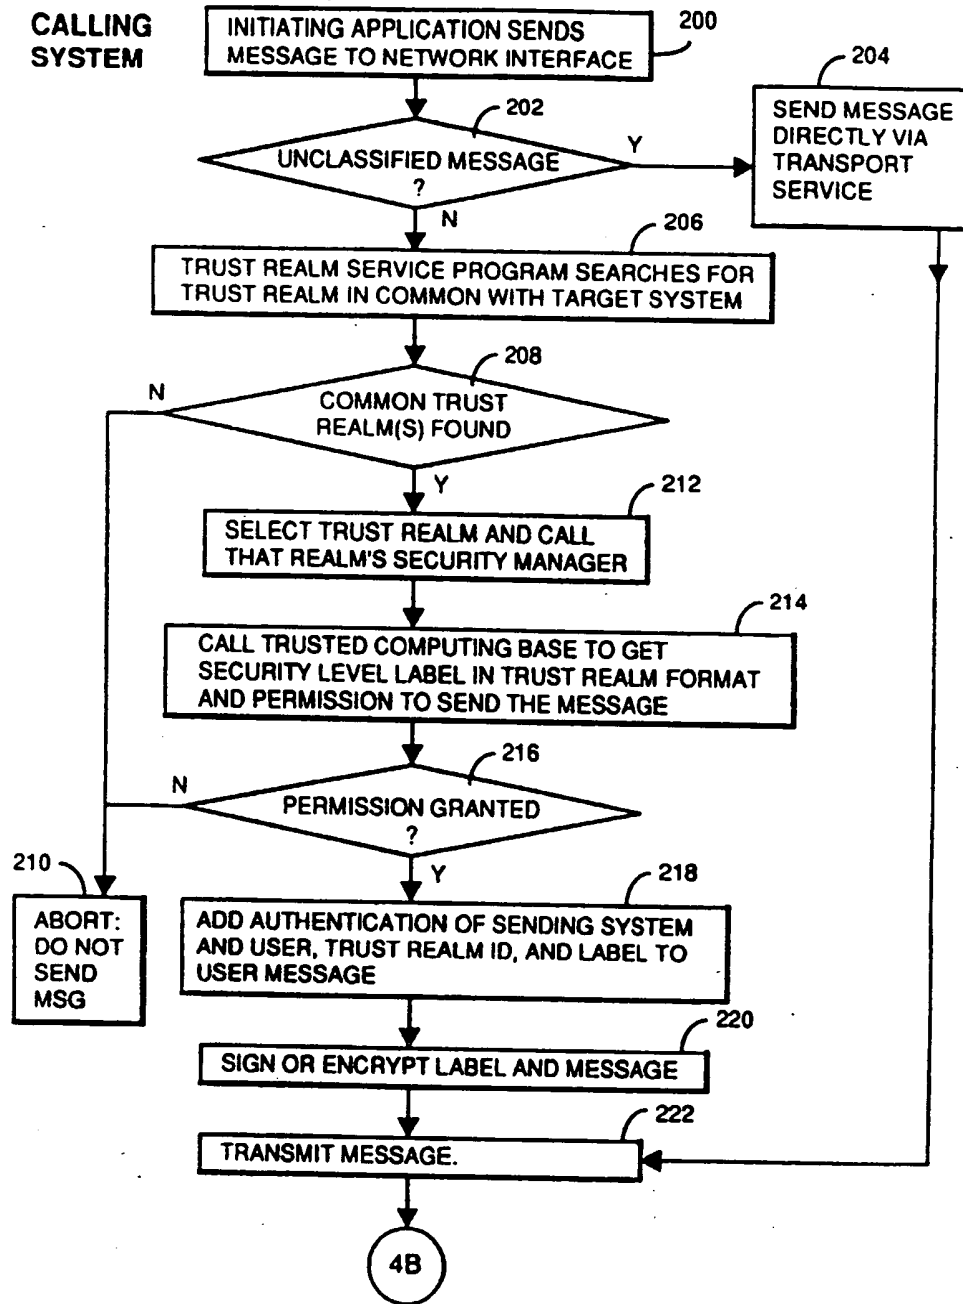 CALLING
SYSTEM
INITIATING APPLICATION SENDS
MESSAGE TO NETWORK INTERFACE
200
202
UNCLASSIFIED MESSAGE
?
Y
N
204
SEND MESSAGE
DIRECTLY VIA
TRANSPORT
SERVICE
206
TRUST REALM SERVICE PROGRAM SEARCHES FOR
TRUST REALM IN COMMON WITH TARGET SYSTEM
208
N
COMMON TRUST
REALM(S) FOUND
Y
212
SELECT TRUST REALM AND CALL
THAT REALM'S SECURITY MANAGER
214
CALL TRUSTED COMPUTING BASE TO GET
SECURITY LEVEL LABEL IN TRUST REALM FORMAT
AND PERMISSION TO SEND THE MESSAGE
216
N
PERMISSION GRANTED
?
Y
210
ABORT:
DO NOT
SEND
MSG
218
ADD AUTHENTICATION OF SENDING SYSTEM
AND USER, TRUST REALM ID, AND LABEL TO
USER MESSAGE
220
SIGN OR ENCRYPT LABEL AND MESSAGE
222
TRANSMIT MESSAGE.
4B